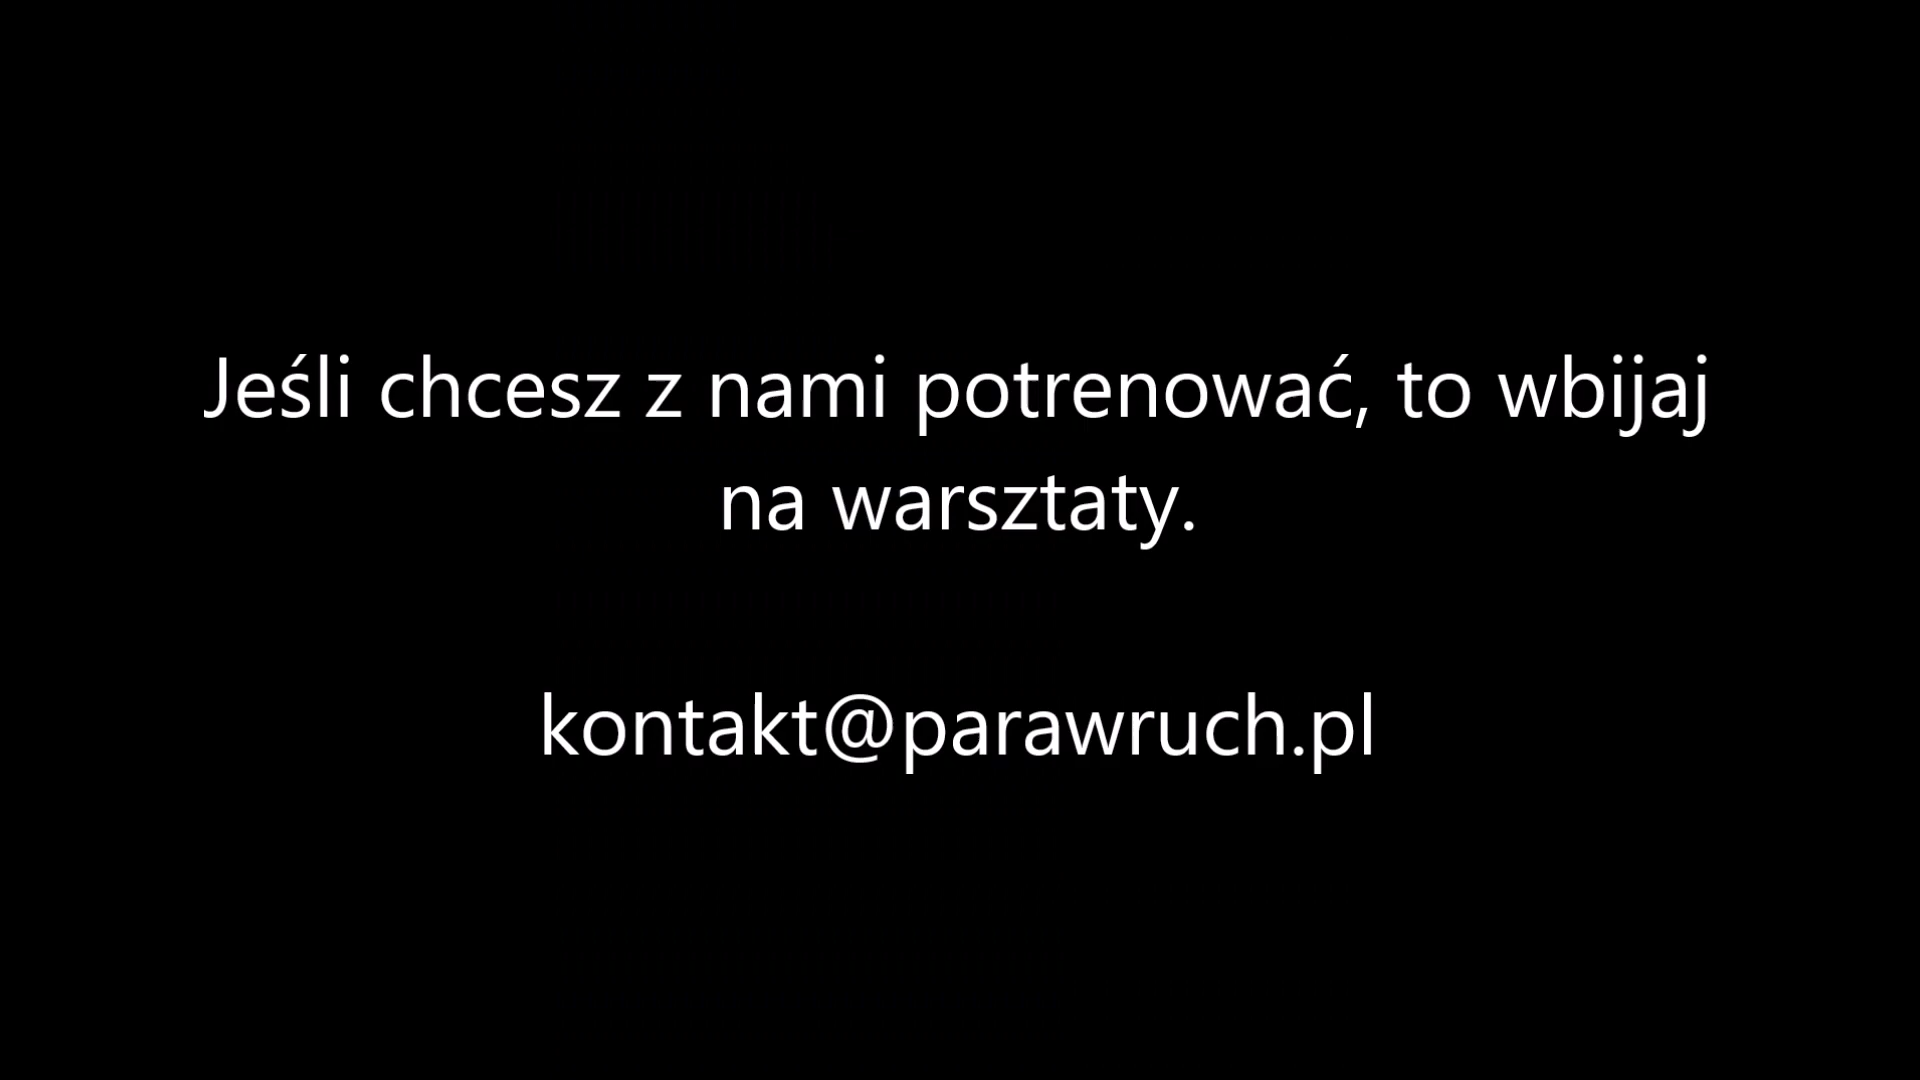 Jeśli chcesz z nami potrenować, to wbijaj
na warsztaty.
kontakt@parawruch.pl